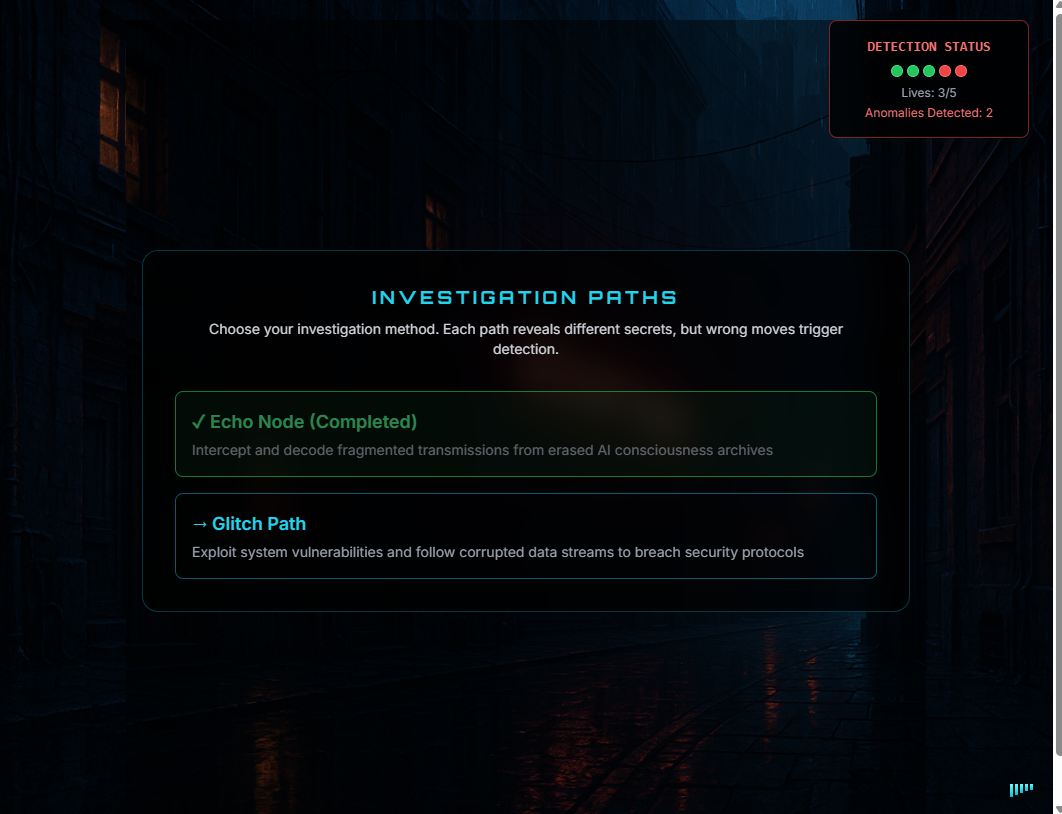 DETECTION STATUS
Lives: 3/5
Anomalies Detected: 2
INVESTIGATION PATHS
Choose your investigation method. Each path reveals different secrets, but wrong moves trigger
detection.
✓ Echo Node (Completed)
Intercept and decode fragmented transmissions from erased AI consciousness archives
→ Glitch Path
Exploit system vulnerabilities and follow corrupted data streams to breach security protocols